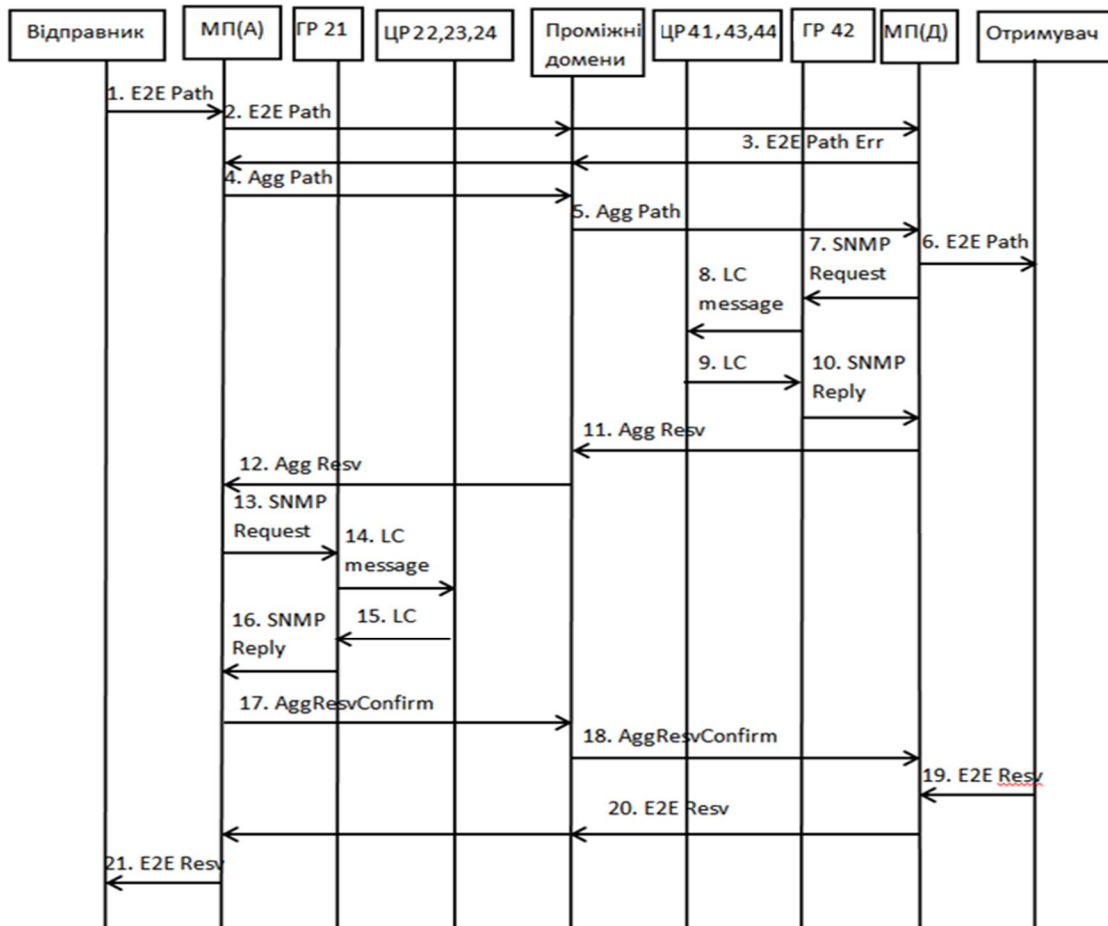 Відправник
МП(А)
ГР 21
ЦР 22,23,24
Проміжні
домени
ЦР 41, 43, 44
ГР 42
МП(Д)
Отримувач
1. E2E Path
2. E2E Path
3. E2E Path Err
4. Agg Path
5. Agg Path
6. E2E Path
7. SNMP
Request
8. LC
message
9. LC
10. SNMP
Reply
11. Agg Resv
12. Agg Resv
13. SNMP
Request
14. LC
message
15. LC
16. SNMP
Reply
17. AggResvConfirm
18. AggResvConfirm
19. E2E Resv
20. E2E Resv
21. E2E Resv